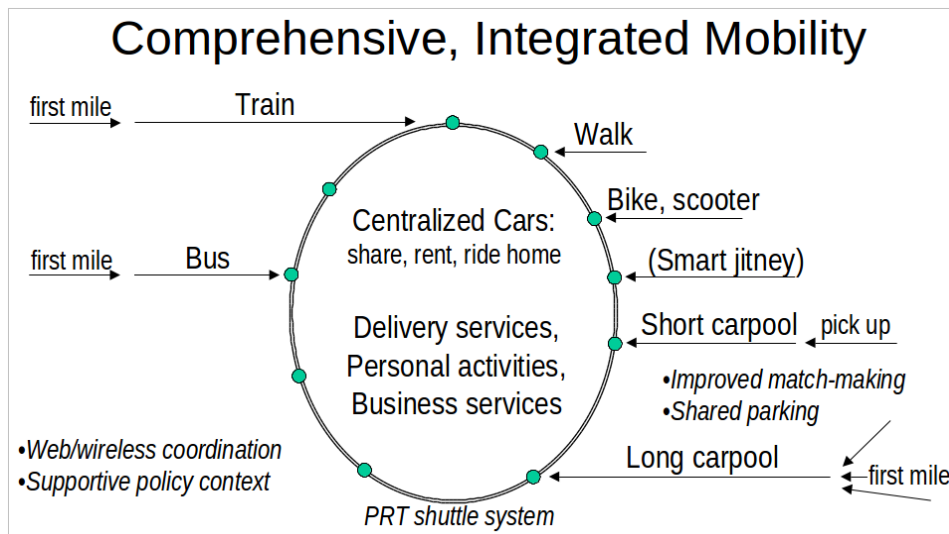 Comprehensive, Integrated Mobility
first mile
Train
Walk
Bike, scooter
Centralized Cars:
share, rent, ride home
first mile
Bus
(Smart jitney)
Delivery services,
Personal activities,
Business services
Short carpool
pick up
•Improved match-making
•Shared parking
•Web/wireless coordination
•Supportive policy context
Long carpool
first mile
PRT shuttle system